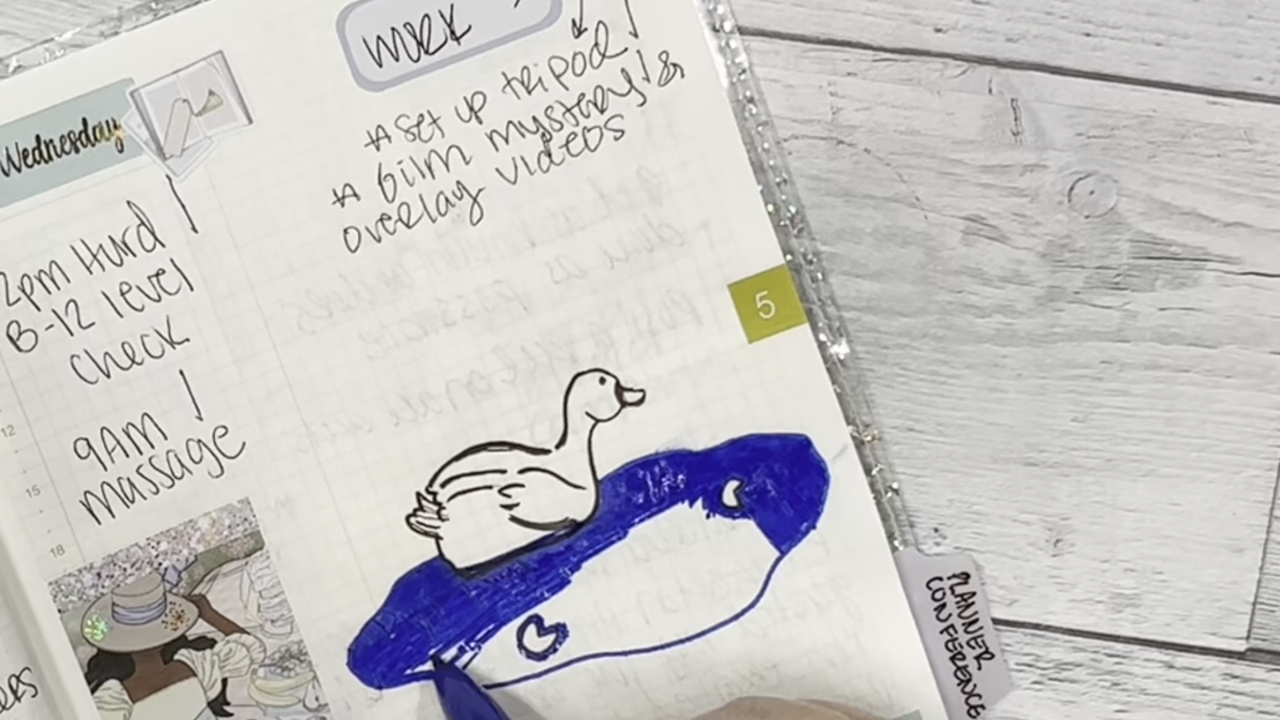 Wednesday
2pm Hurd
B-12 level
check
9AM
massage
12
15
18
work
set up tripod
film mystery! &
overlay videos
5
PLANNER
CONFERENCE